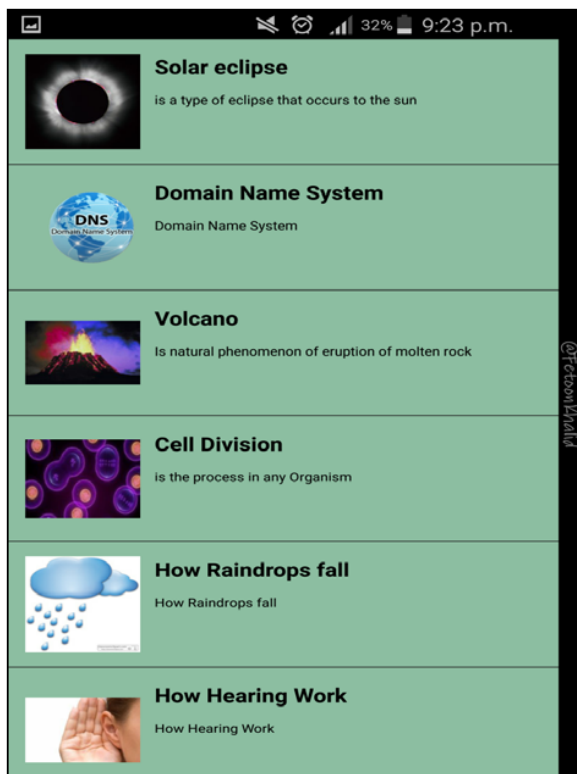 32% 9:23 p.m.
Solar eclipse
is a type of eclipse that occurs to the sun
DNS
Domain Name System
Domain Name System
Domain Name System
Volcano
Is natural phenomenon of eruption of molten rock
Cell Division
is the process in any Organism
How Raindrops fall
How Raindrops fall
How Hearing Work
How Hearing Work
@FetoonKhalid